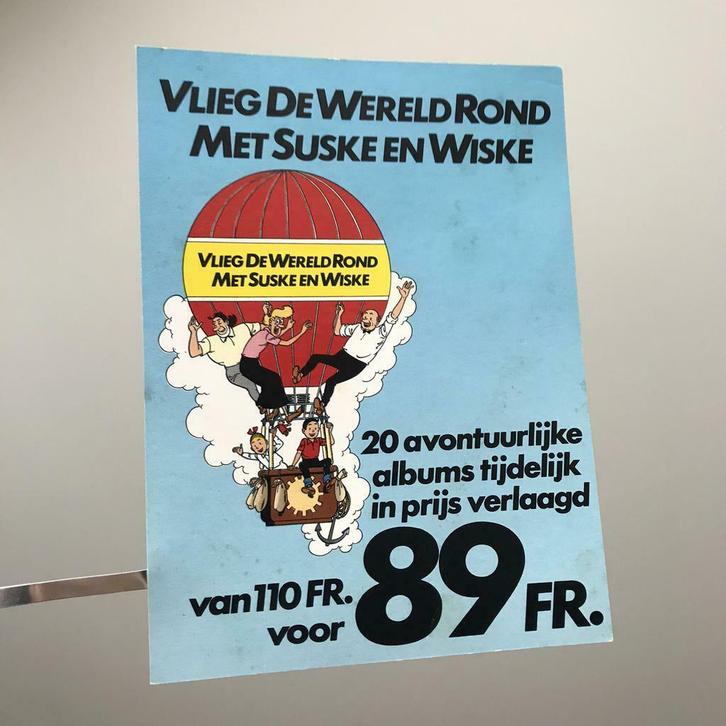 VLIEG DE WERELD ROND
MET SUSKE EN WISKE
VLIEG DE WERELD ROND
MET SUSKE EN WISKE
20 avontuurlijke
albums tijdelijk
in prijs verlaagd
van 110 FR.
voor 89 FR.